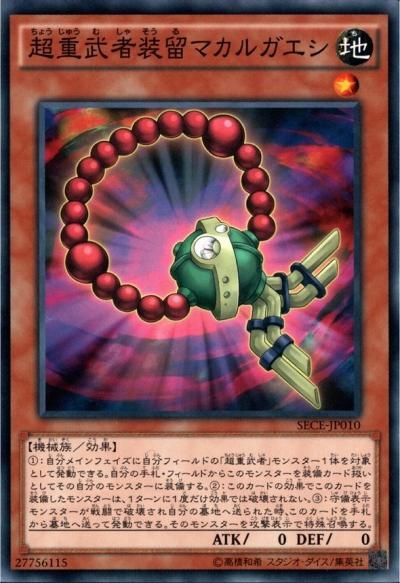 ちょうじゅうむしゃそうる
超重武者装留マカルガエシ
ち
地
SECE-JP010
【機械族／効果】
①：自分メインフェイズに自分フィールドの「超重武者」モンスター1体を対象
として発動できる。自分の手札・フィールドからこのモンスターを装備カード扱い
としてその自分のモンスターに装備する。②：このカードの効果でこのカードを
装備したモンスターは、1ターンに1度だけ効果では破壊されない。③：守備表示
モンスターが戦闘で破壊され自分の墓地へ送られた時、このカードを手札
から墓地へ送って発動できる。そのモンスターを攻撃表示で特殊召喚する。
ATK/ 0 DEF/ 0
27756115
©高橋和希 スタジオ・ダイス/集英社